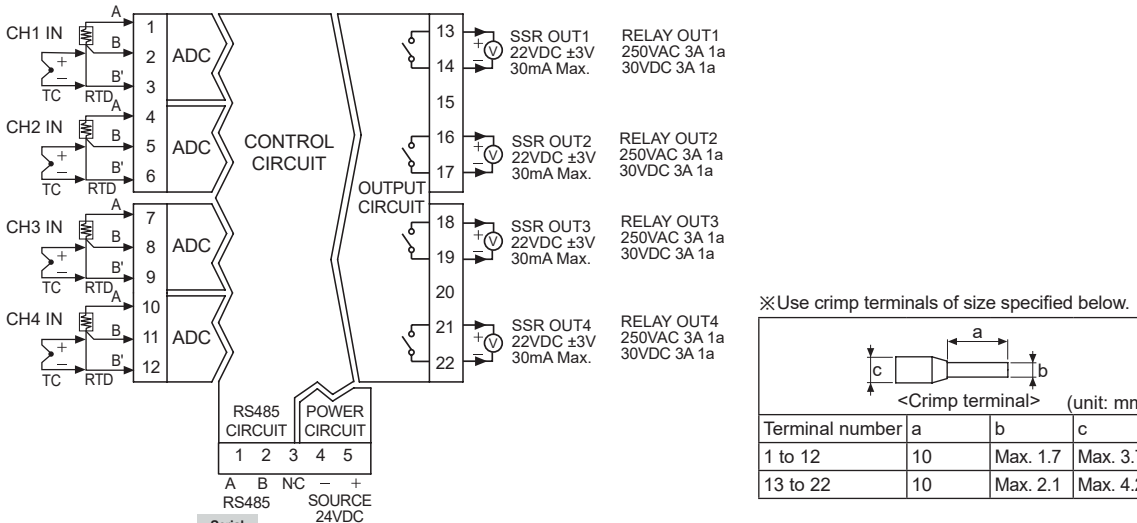 CH1 IN
A
B
B'
+
−
TC
RTD
1
2
3
ADC
CH2 IN
A
B
B'
+
−
TC
RTD
4
5
6
ADC
CH3 IN
A
B
B'
+
−
TC
RTD
7
8
9
ADC
CH4 IN
A
B
B'
+
−
TC
RTD
10
11
12
ADC
CONTROL
CIRCUIT
OUTPUT
CIRCUIT
13
14
15
16
17
18
19
20
21
22
+
−
V
SSR OUT1
22VDC ±3V
30mA Max.
RELAY OUT1
250VAC 3A 1a
30VDC 3A 1a
+
−
V
SSR OUT2
22VDC ±3V
30mA Max.
RELAY OUT2
250VAC 3A 1a
30VDC 3A 1a
+
−
V
SSR OUT3
22VDC ±3V
30mA Max.
RELAY OUT3
250VAC 3A 1a
30VDC 3A 1a
+
−
V
SSR OUT4
22VDC ±3V
30mA Max.
RELAY OUT4
250VAC 3A 1a
30VDC 3A 1a
RS485
CIRCUIT
POWER
CIRCUIT
1 2 3 4 5
A B NC − +
RS485
SOURCE
24VDC
※Use crimp terminals of size specified below.
a
c
b
<Crimp terminal>
(unit: mm
Terminal number a b c
1 to 12 10 Max. 1.7 Max.
13 to 22 10 Max. 2.1 Max.